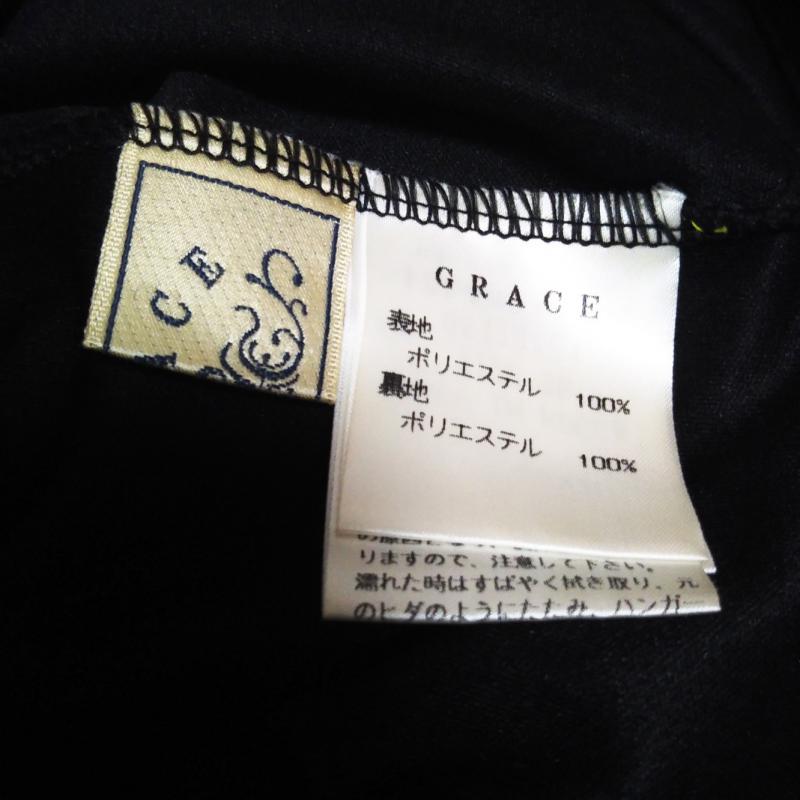 ACE
GRACE
表地
ポリエステル 100%
裏地
ポリエステル 100%
りますので、注意して下さい。
濡れた時はすばやく拭き取り、元
のヒダのようにたたみ、ハンガー